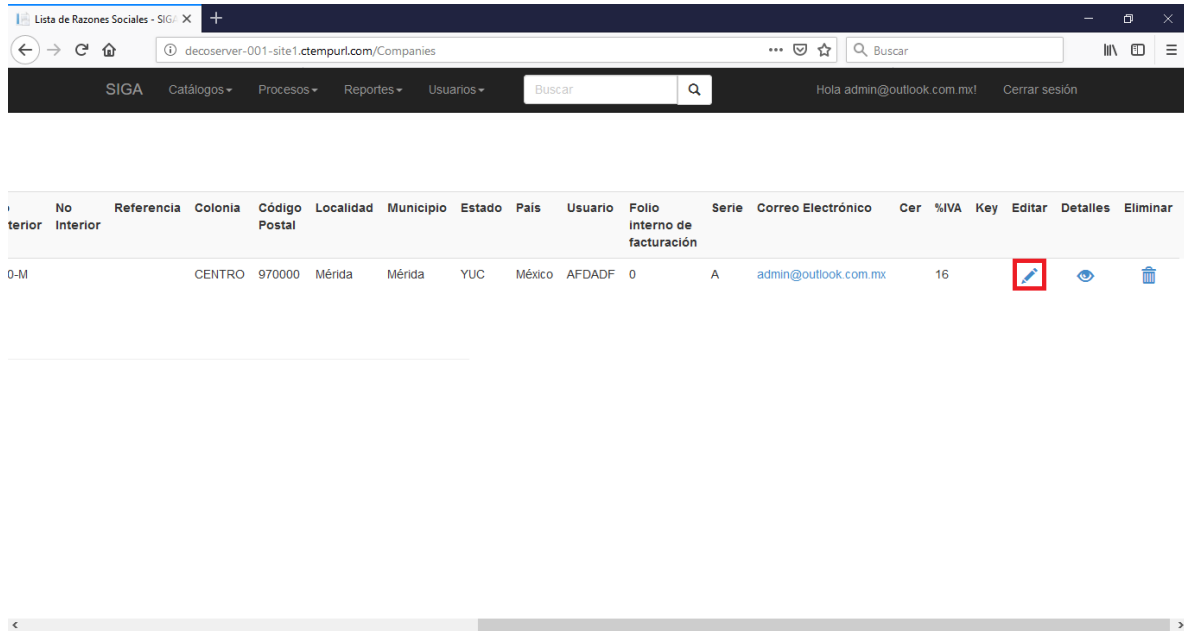 Lista de Razones Sociales - SIGA
decoserver-001-site1.ctempurl.com/Companies
Buscar
SIGA Catálogos Procesos Reportes Usuarios Buscar Hola admin@outlook.com.mx! Cerrar sesión
terior No Interior Referencia Colonia Código Postal Localidad Municipio Estado País Usuario Folio interno de facturación Serie Correo Electrónico Cer %IVA Key Editar Detalles Eliminar
0-M CENTRO 970000 Mérida Mérida YUC México AFDADF 0 A admin@outlook.com.mx 16